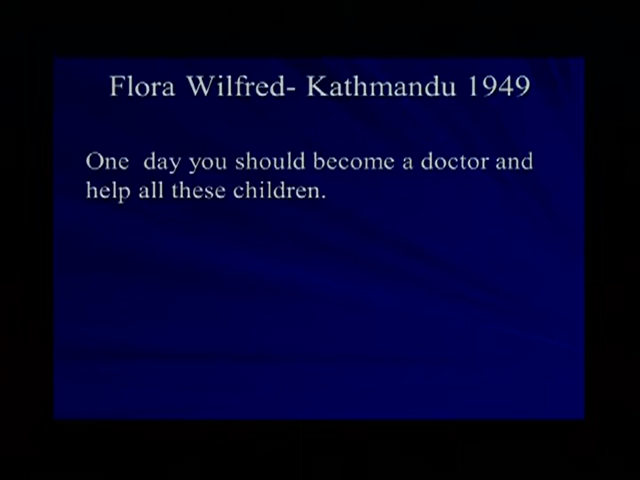 Flora Wilfred- Kathmandu 1949
One  day you should become a doctor and
help all these children.